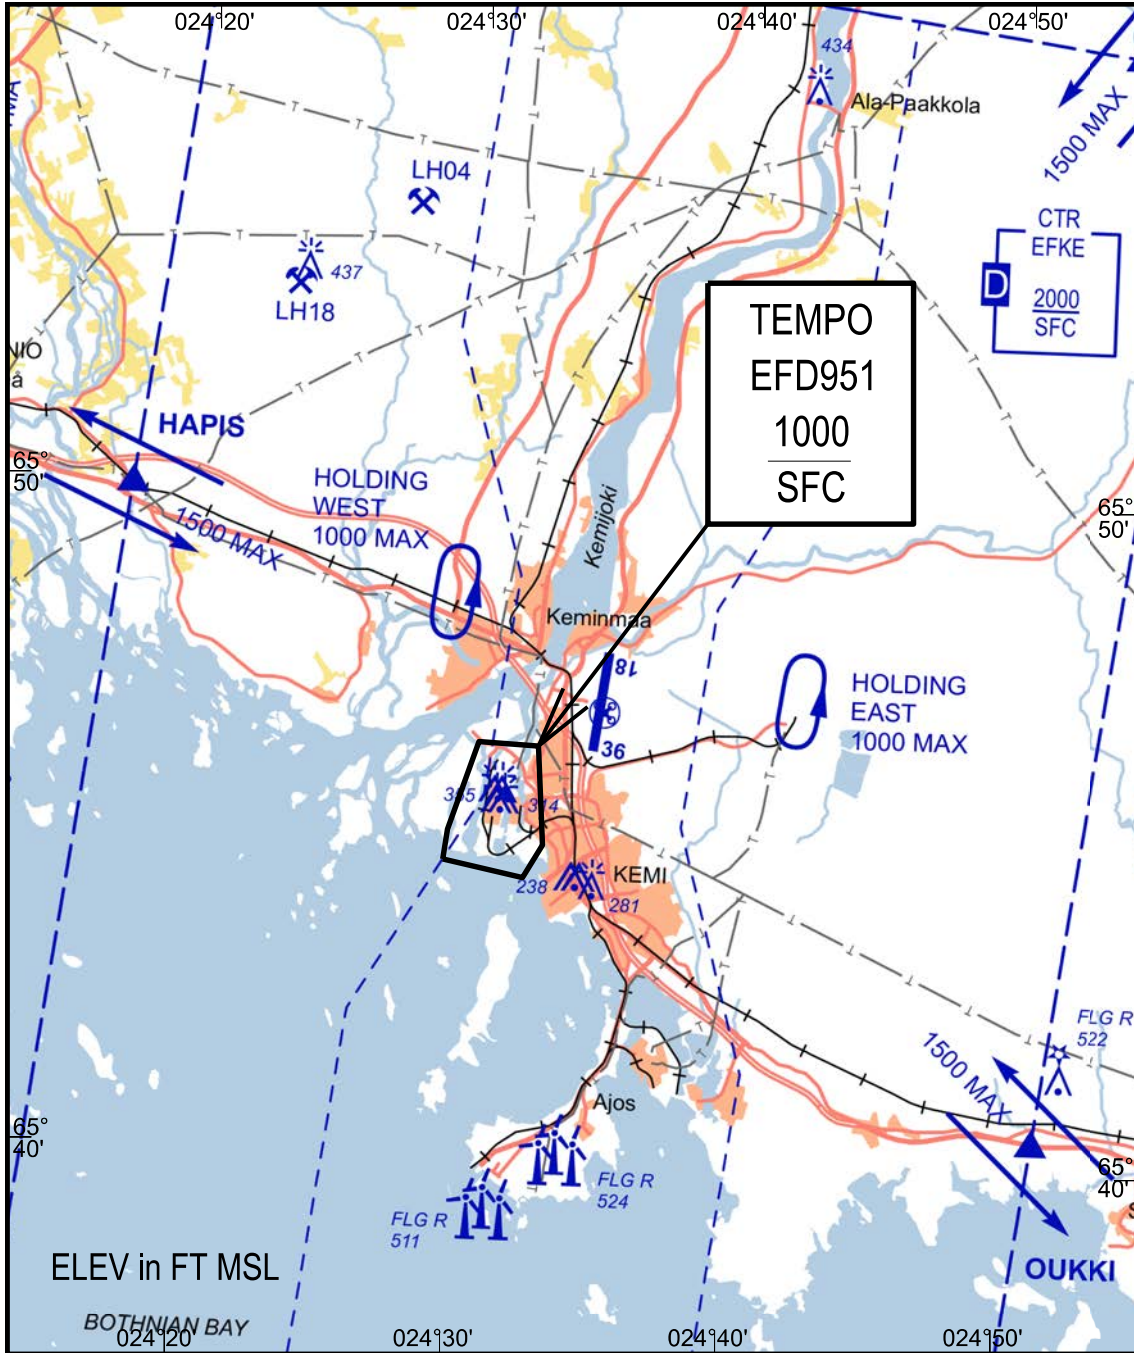 024°20'
024°30'
024°40'
024°50'
434
Ala-Paakkola
1500 MAX
LH04
437
LH18
CTR
EFKE
D
2000
SFC
TEMPO
EFD951
1000
SFC
NIO
å
HAPIS
65°
50'
HOLDING
WEST
1000 MAX
1500 MAX
Kemijoki
65°
50'
Keminmaa
18
36
HOLDING
EAST
1000 MAX
314
KEMI
238
281
FLG R
522
1500 MAX
Ajos
65°
40'
FLG R
524
65°
40'
FLG R
511
ELEV in FT MSL
OUKKI
BOTHNIAN BAY
024°20'
024°30'
024°40'
024°50'